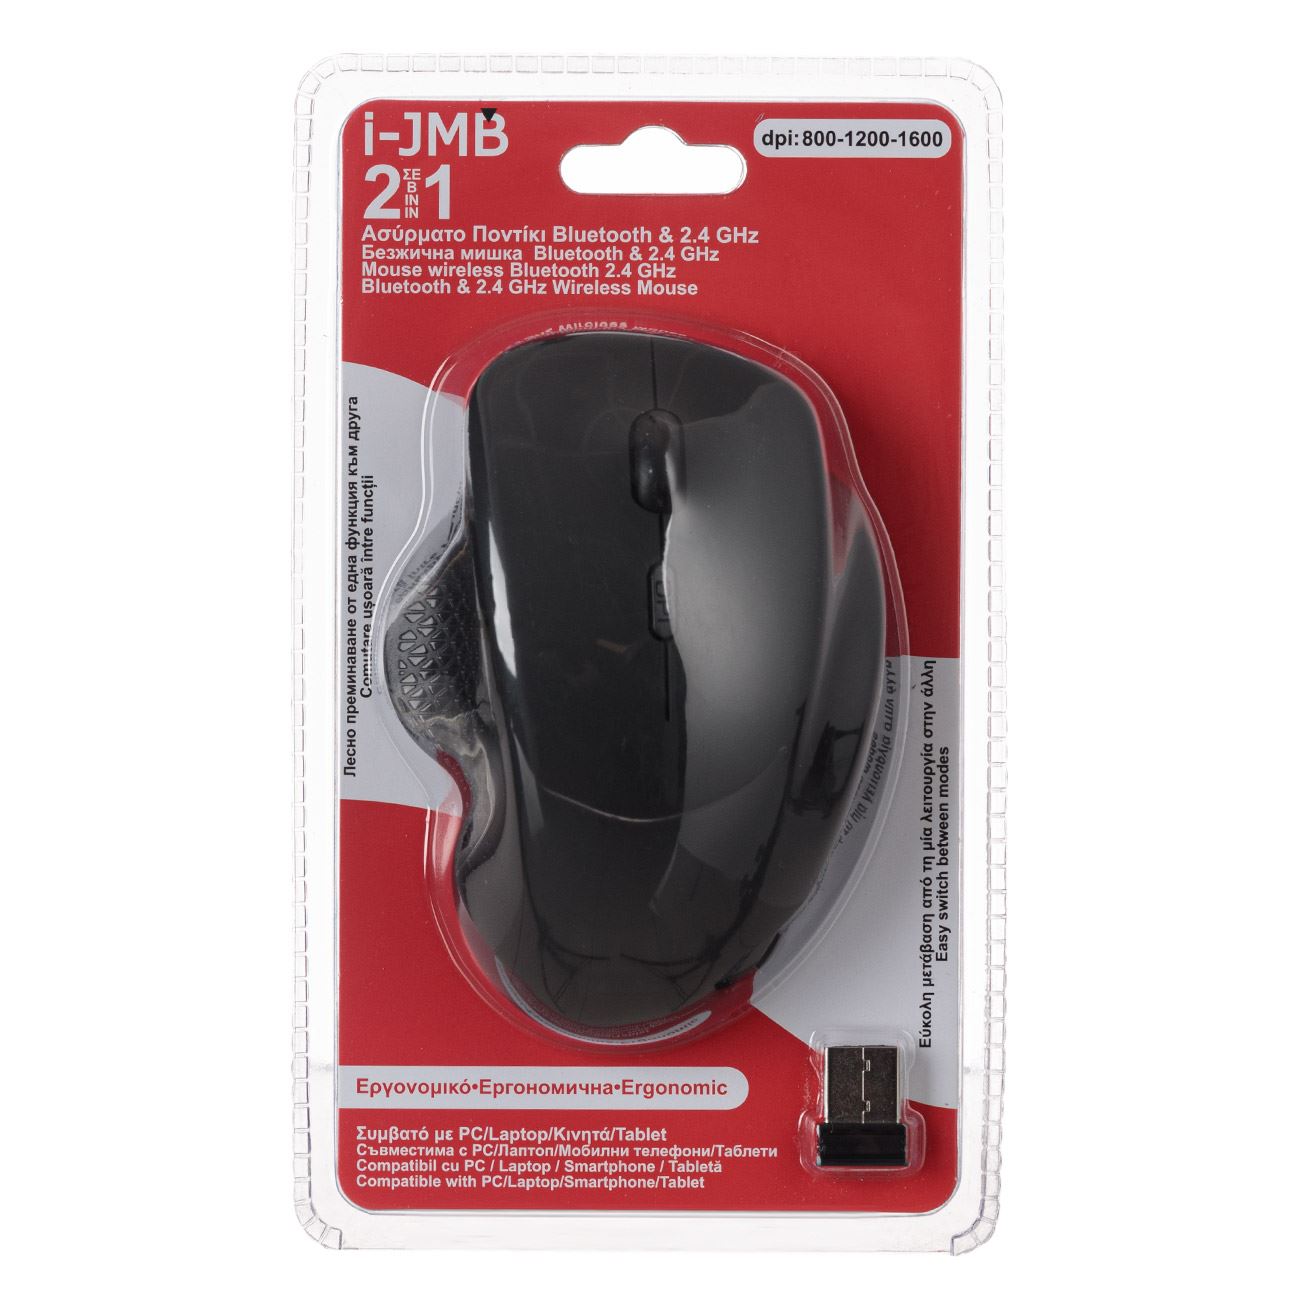 i-JMB
dpi: 800-1200-1600
2 ΣΕ В IN IN 1
Ασύρματο Ποντίκι Bluetooth & 2.4 GHz
Безжична мишка Bluetooth & 2.4 GHz
Mouse wireless Bluetooth 2.4 GHz
Bluetooth & 2.4 GHz Wireless Mouse
Лесно преминаване от една функция към друга
Comutare ușoară între funcții
DPI
Εύκολη μετάβαση από τη μία λειτουργία στην άλλη
Easy switch between modes
Εργονομικό•Ергономична•Ergonomic
Συμβατό με PC/Laptop/Κινητά/Tablet
Съвместима с PC/Лаптоп/Мобилни телефони/Таблети
Compatibil cu PC / Laptop / Smartphone / Tabletă
Compatible with PC/Laptop/Smartphone/Tablet